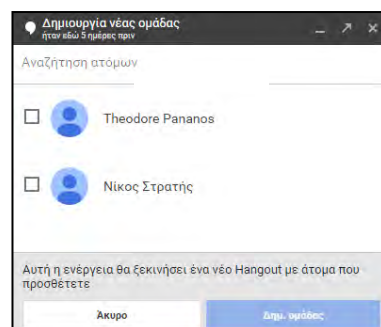 Δημιουργία νέας ομάδας
ήταν εδώ 5 ημέρες πριν
Αναζήτηση ατόμων
Theodore Pananos
Νίκος Στρατής
Αυτή η ενέργεια θα ξεκινήσει ένα νέο Hangout με άτομα που
προσθέτετε
Άκυρο
Δημ. ομάδας